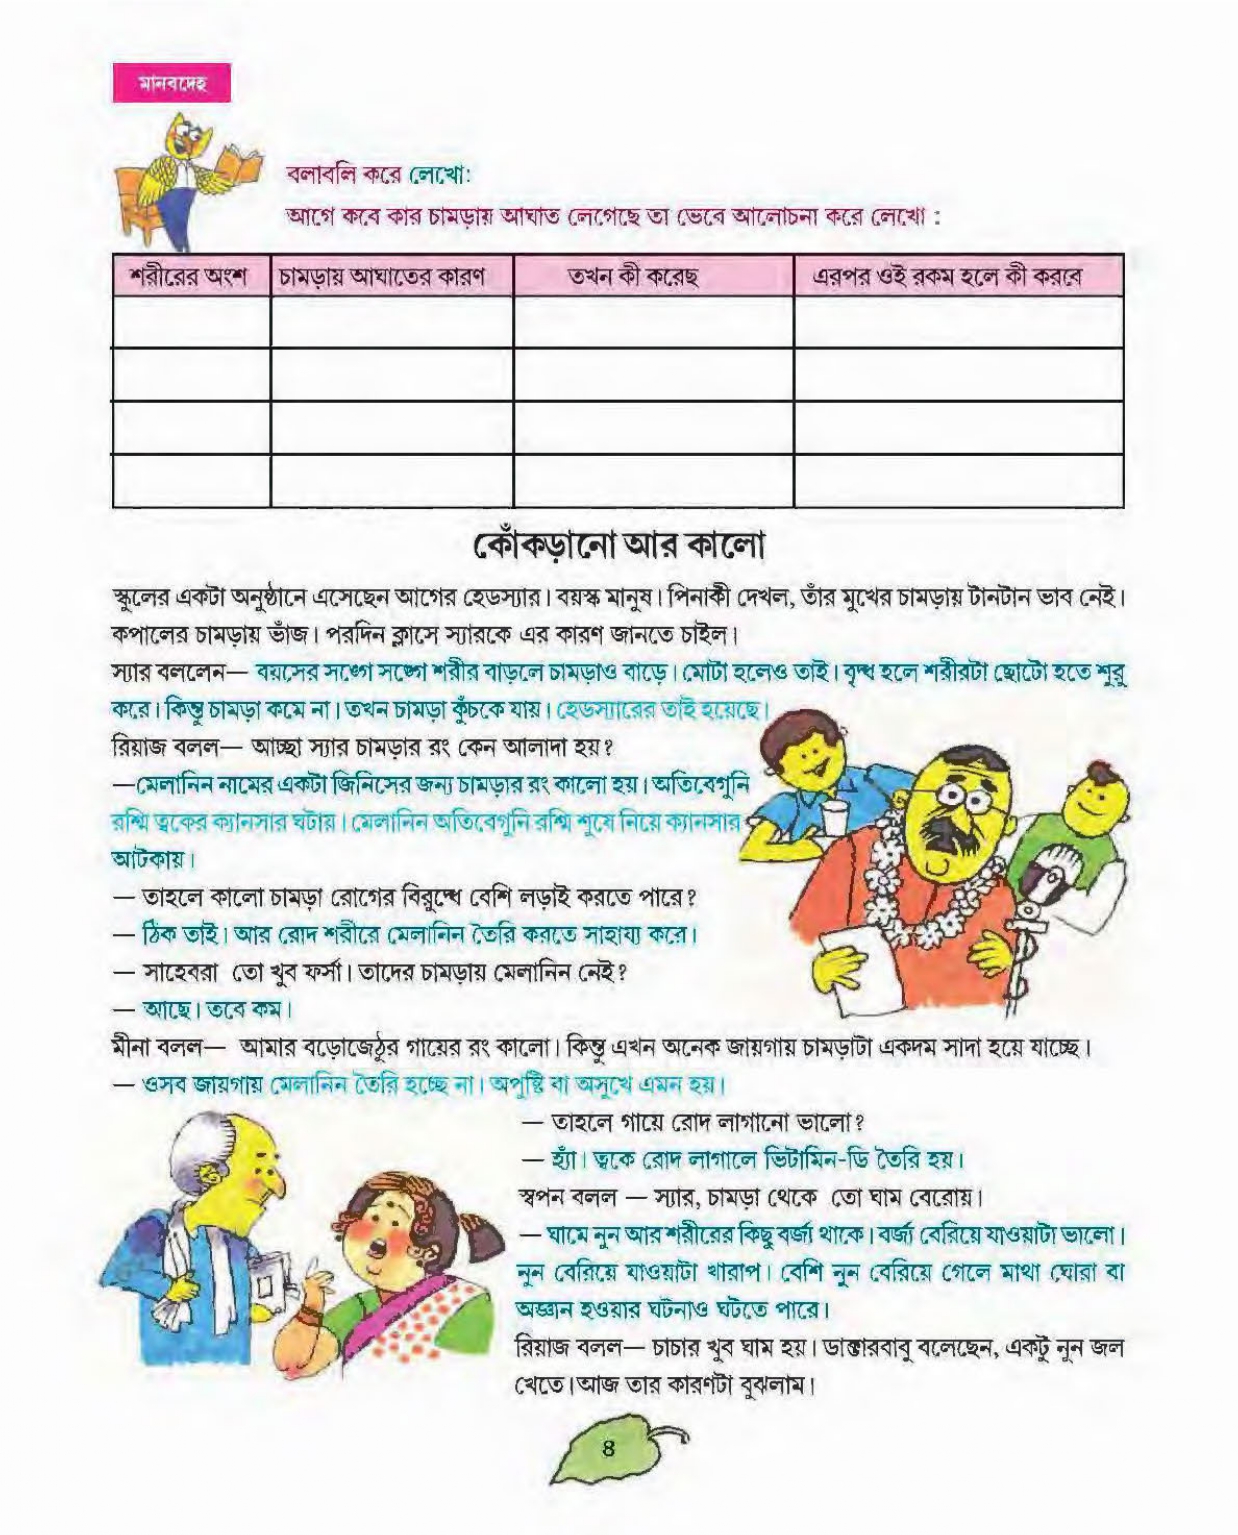 মানবদেহ
বলাবলি করে লেখো:
আগে কবে কার চামড়ায় আঘাত লেগেছে তা ভেবে আলোচনা করে লেখো :
শরীরের অংশ চামড়ায় আঘাতের কারণ তখন কী করেছ এরপর ওই রকম হলে কী করবে
কোঁকড়ানো আর কালো
স্কুলের একটা অনুষ্ঠানে এসেছেন আগের হেডস্যার। বয়স্ক মানুষ। পিনাকী দেখল, তাঁর মুখের চামড়ায় টানটান ভাব নেই।
কপালের চামড়ায় ভাঁজ। পরদিন ক্লাসে স্যারকে এর কারণ জানতে চাইল।
স্যার বললেন— বয়সের সঙ্গে সঙ্গে শরীর বাড়লে চামড়াও বাড়ে। মোটা হলেও তাই। বৃদ্ধ হলে শরীরটা ছোটো হতে শুরু
করে। কিন্তু চামড়া কমে না। তখন চামড়া কুঁচকে যায়। হেডস্যারের তাই হয়েছে।
রিয়াজ বলল— আচ্ছা স্যার চামড়ার রং কেন আলাদা হয়?
—মেলানিন নামের একটা জিনিসের জন্য চামড়ার রং কালো হয়। অতিবেগুনি
রশ্মি ত্বকের ক্যানসার ঘটায়। মেলানিন অতিবেগুনি রশ্মি শুষে নিয়ে ক্যানসার
আটকায়।
— তাহলে কালো চামড়া রোগের বিরুদ্ধে বেশি লড়াই করতে পারে?
— ঠিক তাই। আর রোদ শরীরে মেলানিন তৈরি করতে সাহায্য করে।
— সাহেবরা তো খুব ফর্সা। তাদের চামড়ায় মেলানিন নেই?
— আছে। তবে কম।
মীনা বলল— আমার বড়োজেঠুর গায়ের রং কালো। কিন্তু এখন অনেক জায়গায় চামড়াটা একদম সাদা হয়ে যাচ্ছে।
— ওসব জায়গায় মেলানিন তৈরি হচ্ছে না। অপুষ্টি বা অসুখে এমন হয়।
— তাহলে গায়ে রোদ লাগানো ভালো?
— হ্যাঁ। ত্বকে রোদ লাগালে ভিটামিন-ডি তৈরি হয়।
স্বপন বলল — স্যার, চামড়া থেকে তো ঘাম বেরোয়।
— ঘামে নুন আর শরীরের কিছু বর্জ্য থাকে। বর্জ্য বেরিয়ে যাওয়াটা ভালো।
নুন বেরিয়ে যাওয়াটা খারাপ। বেশি নুন বেরিয়ে গেলে মাথা ঘোরা বা
অজ্ঞান হওয়ার ঘটনাও ঘটতে পারে।
রিয়াজ বলল— চাচার খুব ঘাম হয়। ডাক্তারবাবু বলেছেন, একটু নুন জল
খেতে।আজ তার কারণটা বুঝলাম।
৪